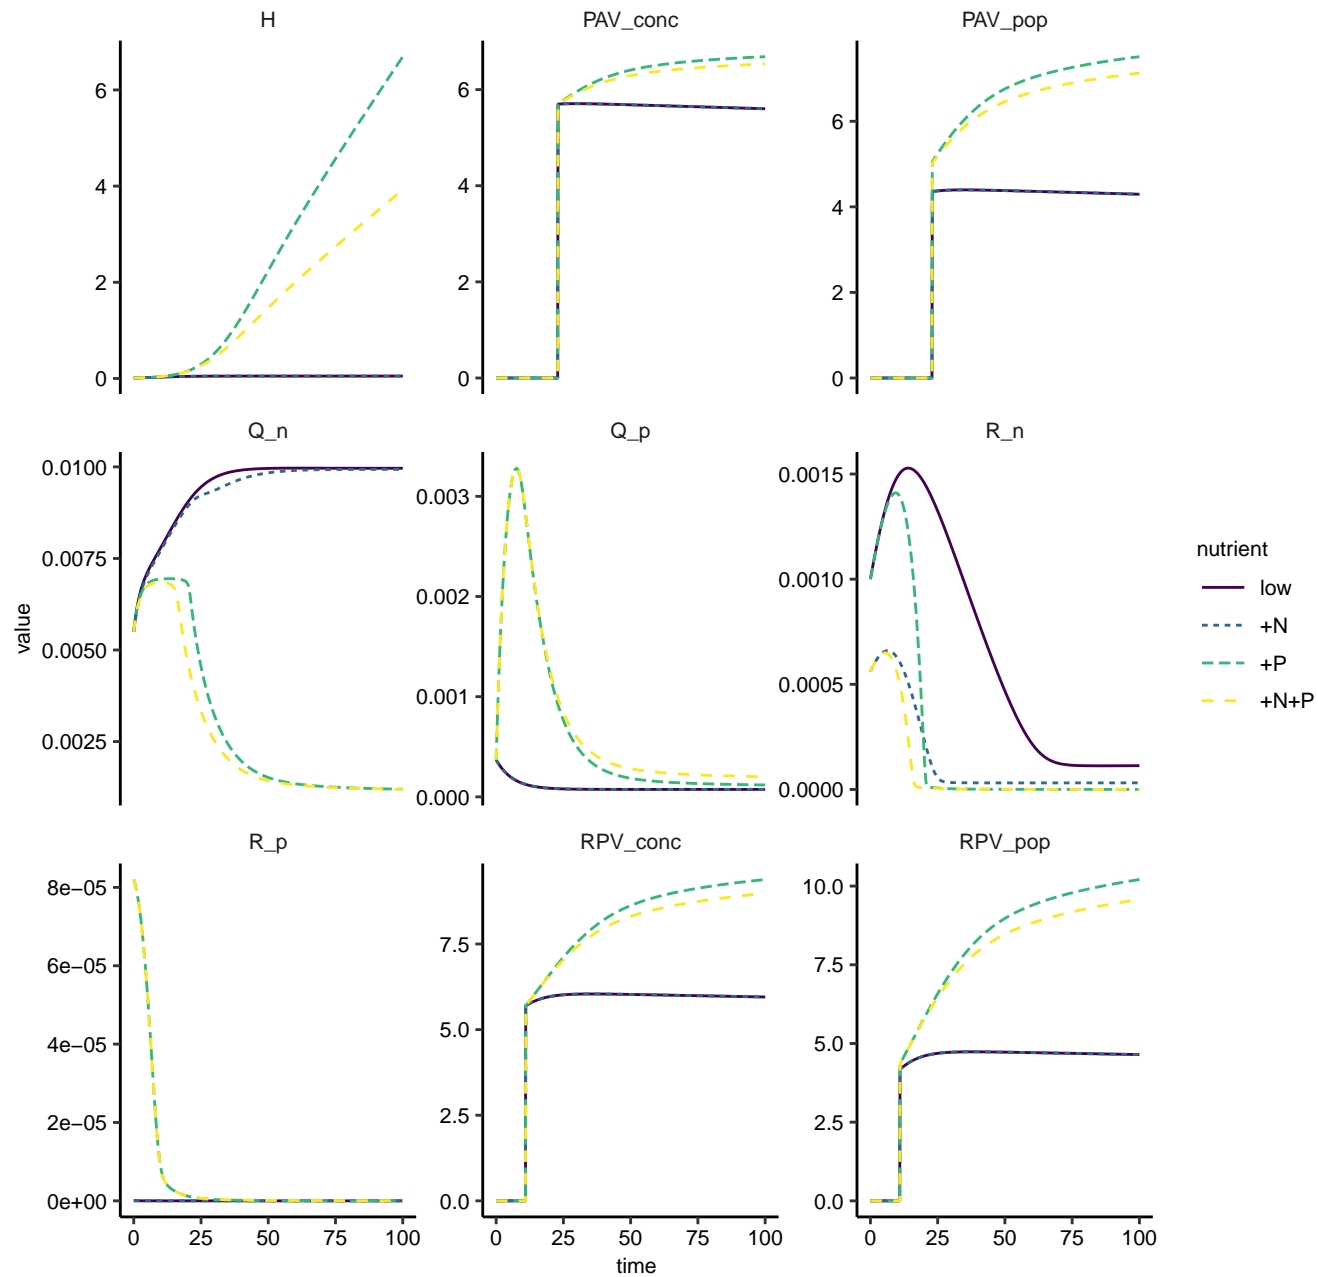 H
PAV_conc
PAV_pop
6
4
2
0
6
4
2
0
6
4
2
0
Q_n
Q_p
R_n
0.0100
0.0075
0.0050
0.0025
0.003
0.002
0.001
0.000
0.0015
0.0010
0.0005
0.0000
value
R_p
RPV_conc
RPV_pop
8e−05
6e−05
4e−05
2e−05
0e+00
7.5
5.0
2.5
0.0
10.0
7.5
5.0
2.5
0.0
0 25 50 75 100
0 25 50 75 100
0 25 50 75 100
time
nutrient
low
+N
+P
+N+P